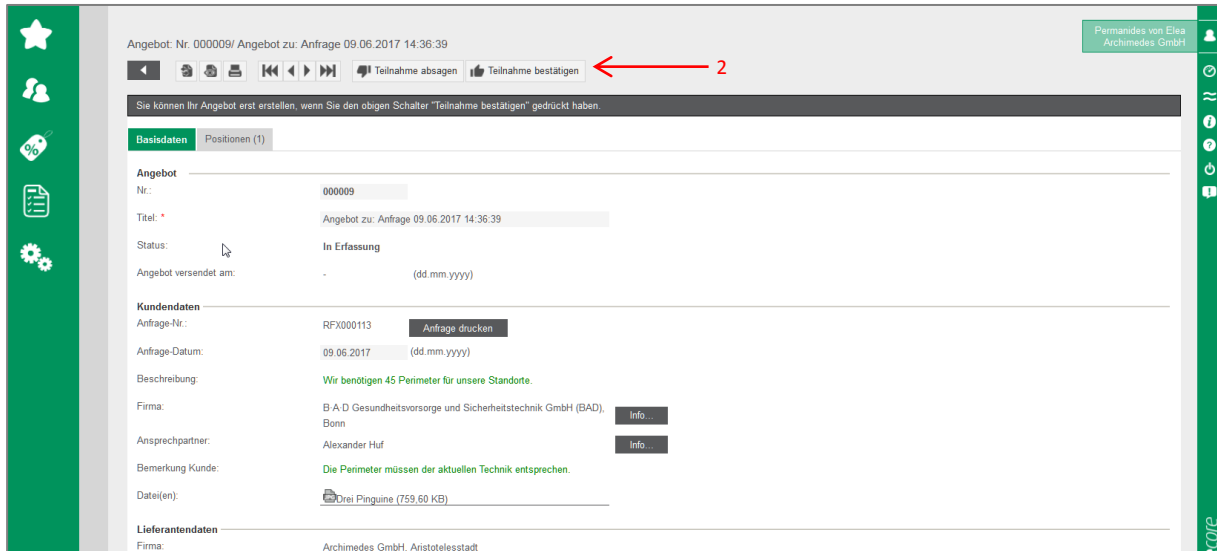 Permanides von Elea
Archimedes GmbH
Angebot: Nr. 000009/ Angebot zu: Anfrage 09.06.2017 14:36:39
Teilnahme absagen Teilnahme bestätigen 2
Sie können Ihr Angebot erst erstellen, wenn Sie den obigen Schalter "Teilnahme bestätigen" gedrückt haben.
Basisdaten Positionen (1)
Angebot
Nr.: 000009
Titel: * Angebot zu: Anfrage 09.06.2017 14:36:39
Status: In Erfassung
Angebot versendet am: - (dd.mm.yyyy)
Kundendaten
Anfrage-Nr.: RFX000113 Anfrage drucken
Anfrage-Datum: 09.06.2017 (dd.mm.yyyy)
Beschreibung: Wir benötigen 45 Perimeter für unsere Standorte.
Firma: B·A·D Gesundheitsvorsorge und Sicherheitstechnik GmbH (BAD), Info...
Bonn
Ansprechpartner: Alexander Huf Info...
Bemerkung Kunde: Die Perimeter müssen der aktuellen Technik entsprechen.
Datei(en): Drei Pinguine (759,60 KB)
Lieferantendaten
Firma: Archimedes GmbH, Aristotelesstadt
core